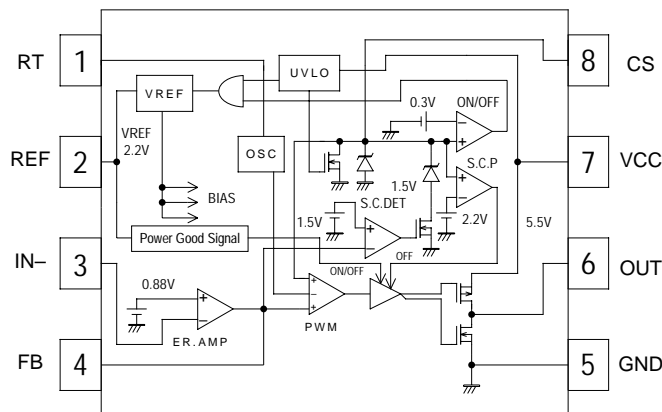 RT
1
UVLO
8
CS
VREF
0.3V
ON/OFF
VREF
2.2V
OSC
REF
2
7
VCC
1.5V
S.C.P
BIAS
S.C.DET
1.5V
2.2V
5.5V
Power Good Signal
IN–
3
ON/OFF
OFF
6
OUT
0.88V
ER.AMP
PWM
FB
4
5
GND
+
−
+
−
+
−
+
−
+
−
+